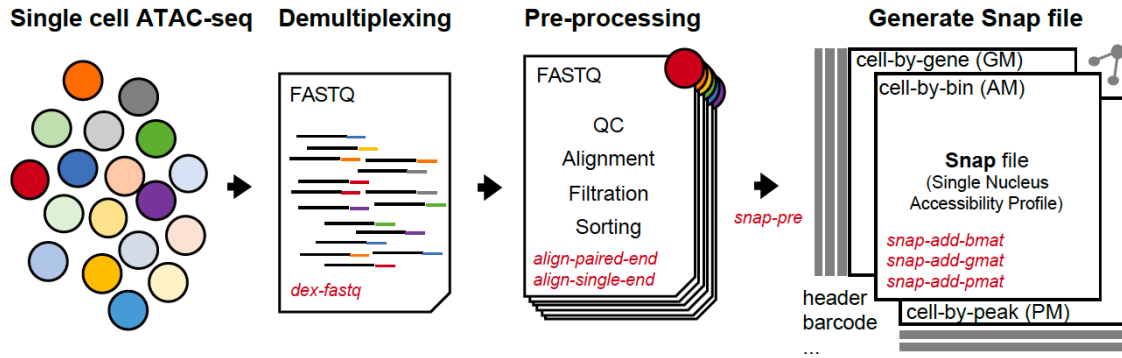 Single cell ATAC-seq
Demultiplexing
Pre-processing
Generate Snap file
FASTQ
dex-fastq
FASTQ
QC
Alignment
Filtration
Sorting
align-paired-end
align-single-end
snap-pre
cell-by-gene (GM)
cell-by-bin (AM)
Snap file
(Single Nucleus
Accessibility Profile)
snap-add-bmat
snap-add-gmat
snap-add-pmat
cell-by-peak (PM)
header
barcode
...